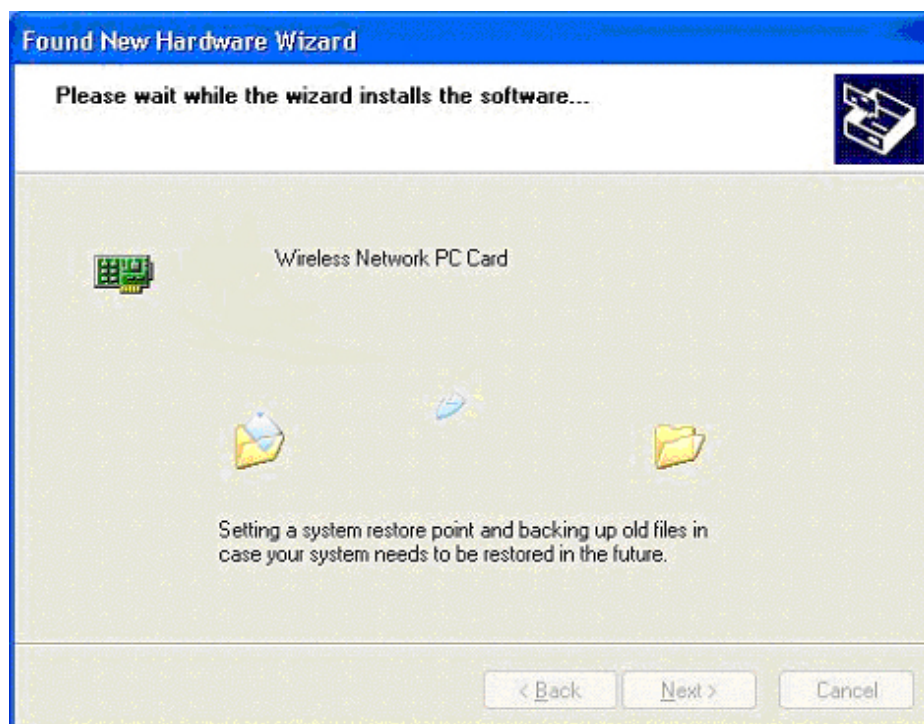 Found New Hardware Wizard
Please wait while the wizard installs the software...
Wireless Network PC Card
Setting a system restore point and backing up old files in
case your system needs to be restored in the future.
< Back Next > Cancel